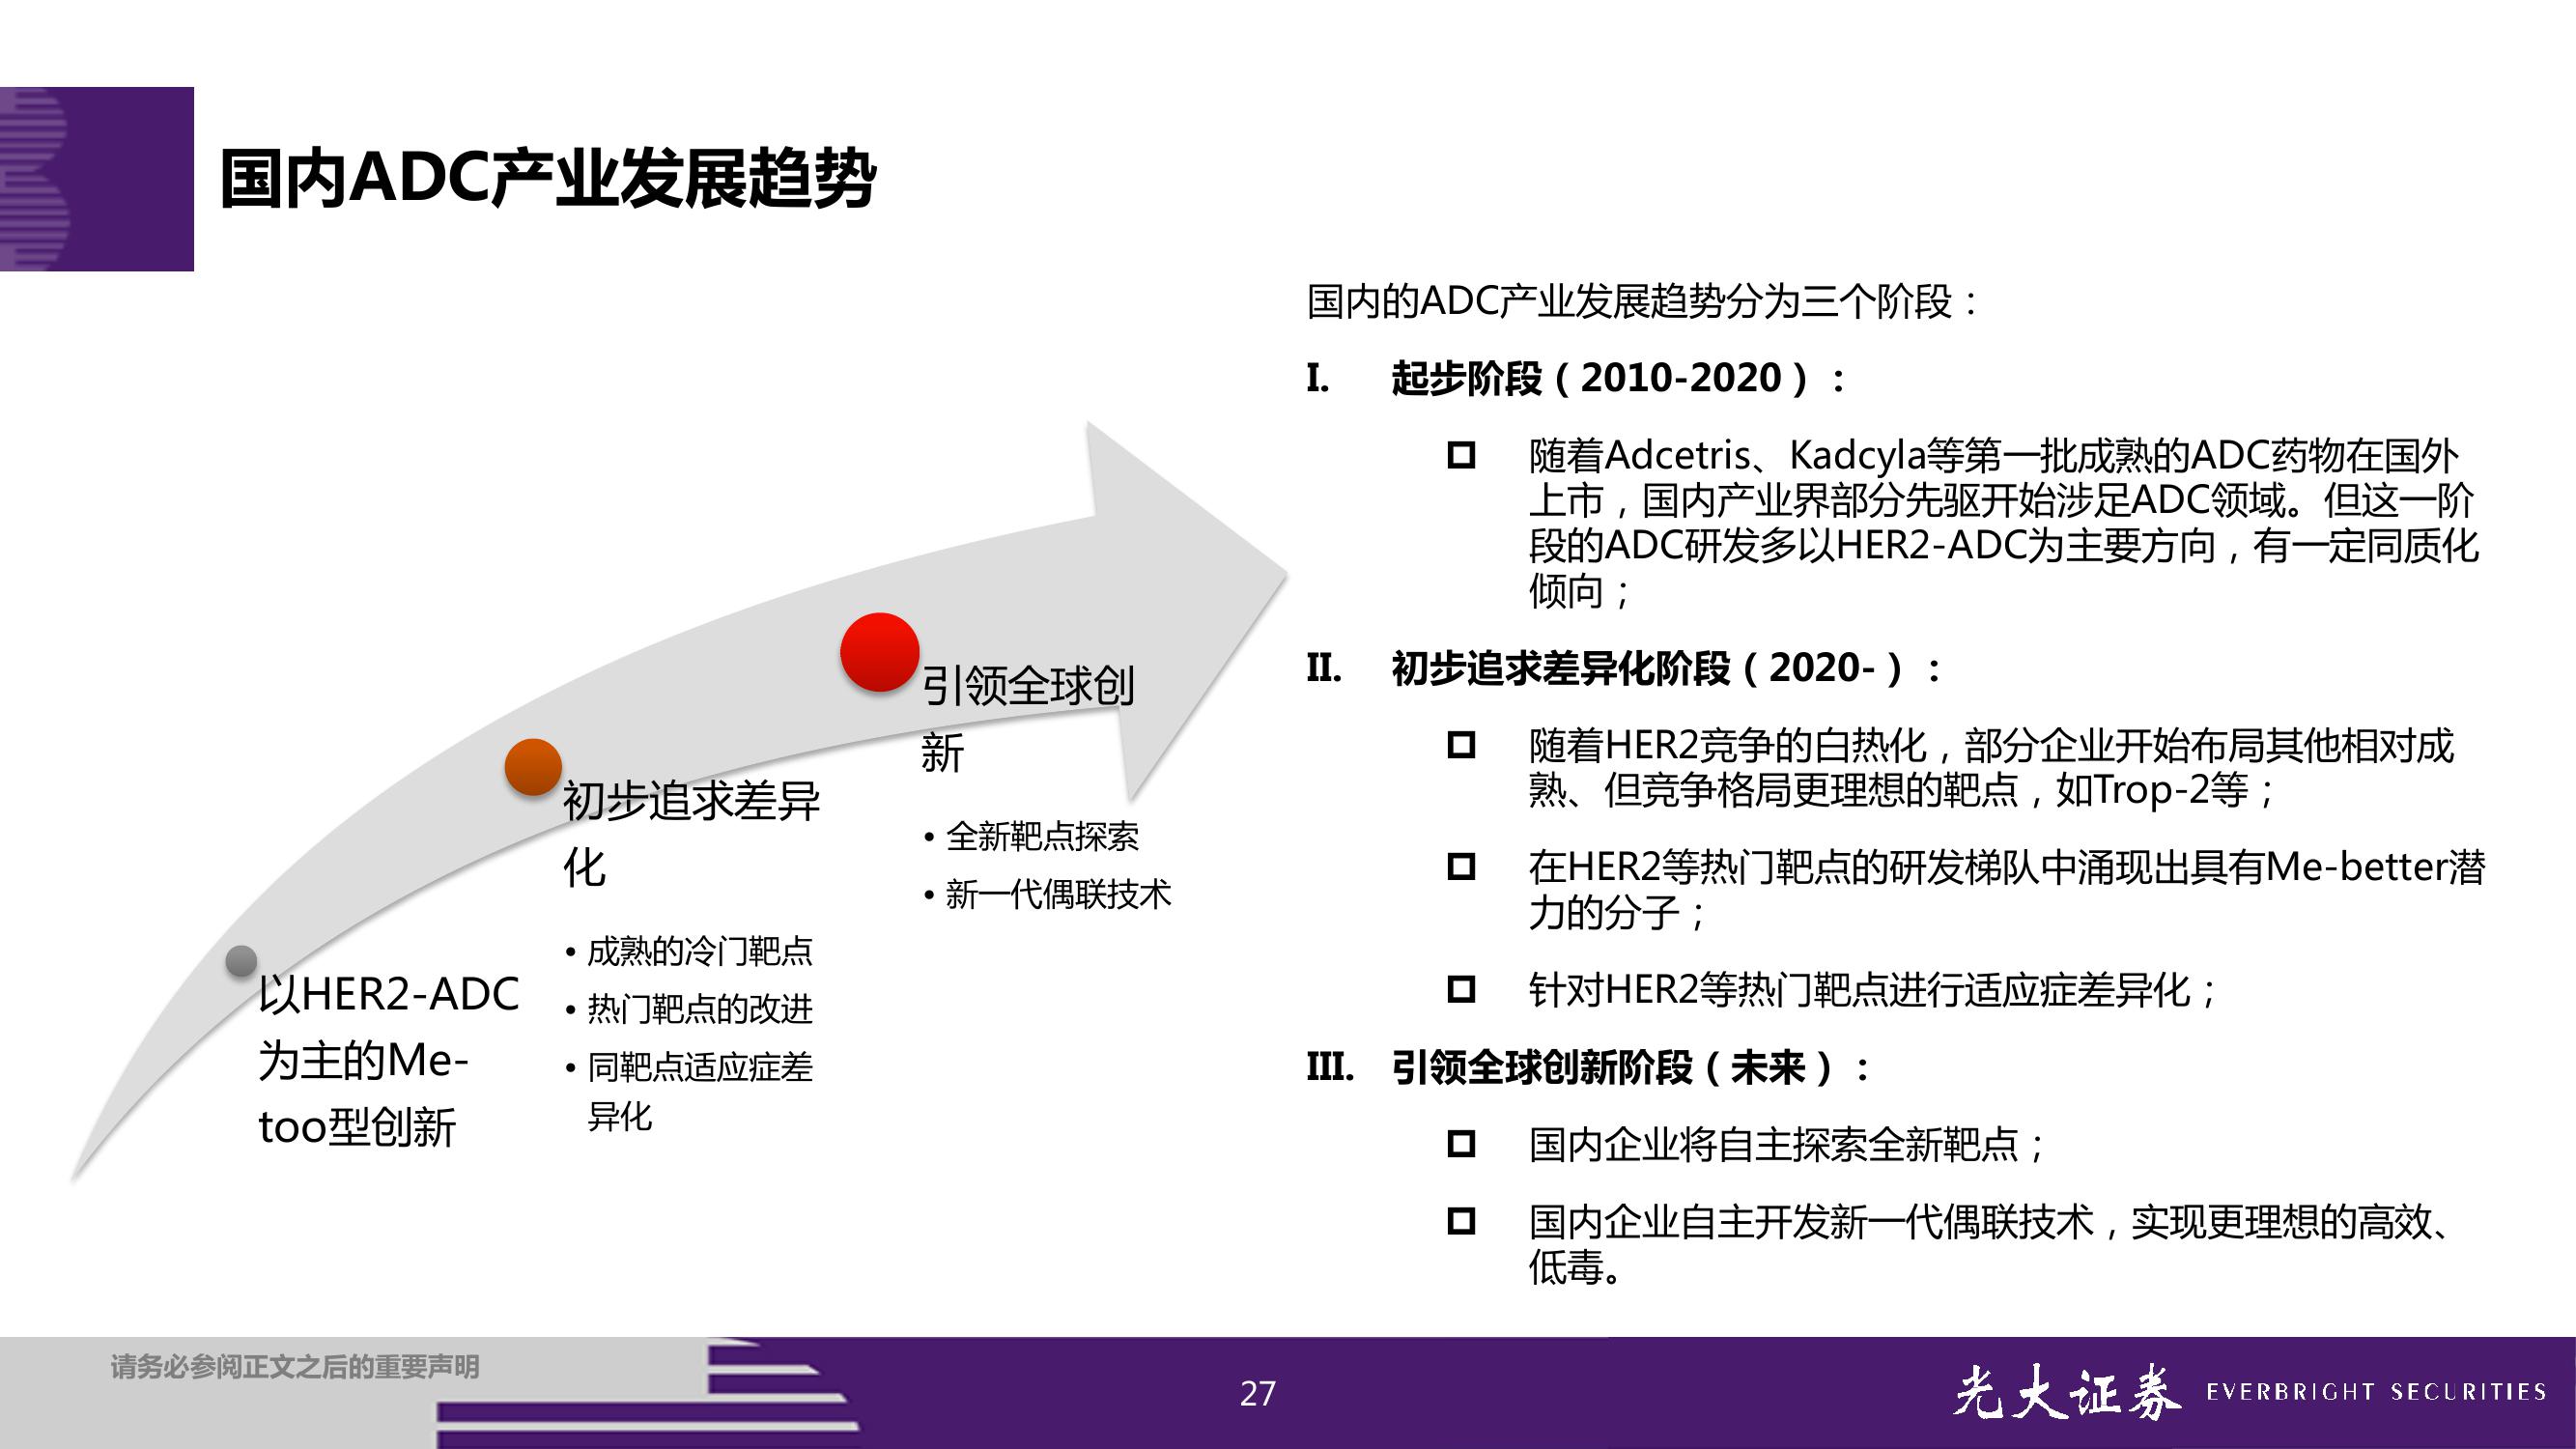 国内ADC产业发展趋势
国内的ADC产业发展趋势分为三个阶段：
I. 起步阶段（2010-2020）：
随着Adcetris、Kadcyla等第一批成熟的ADC药物在国外
上市，国内产业界部分先驱开始涉足ADC领域。但这一阶
段的ADC研发多以HER2-ADC为主要方向，有一定同质化
倾向；
II. 初步追求差异化阶段（2020-）：
随着HER2竞争的白热化，部分企业开始布局其他相对成
熟、但竞争格局更理想的靶点，如Trop-2等；
在HER2等热门靶点的研发梯队中涌现出具有Me-better潜
力的分子；
针对HER2等热门靶点进行适应症差异化；
III. 引领全球创新阶段（未来）：
国内企业将自主探索全新靶点；
国内企业自主开发新一代偶联技术，实现更理想的高效、
低毒。
以HER2-ADC
为主的Me-
too型创新
初步追求差异
化
• 成熟的冷门靶点
• 热门靶点的改进
• 同靶点适应症差
异化
引领全球创
新
• 全新靶点探索
• 新一代偶联技术
请务必参阅正文之后的重要声明
27
光大证券 EVERBRIGHT SECURITIES